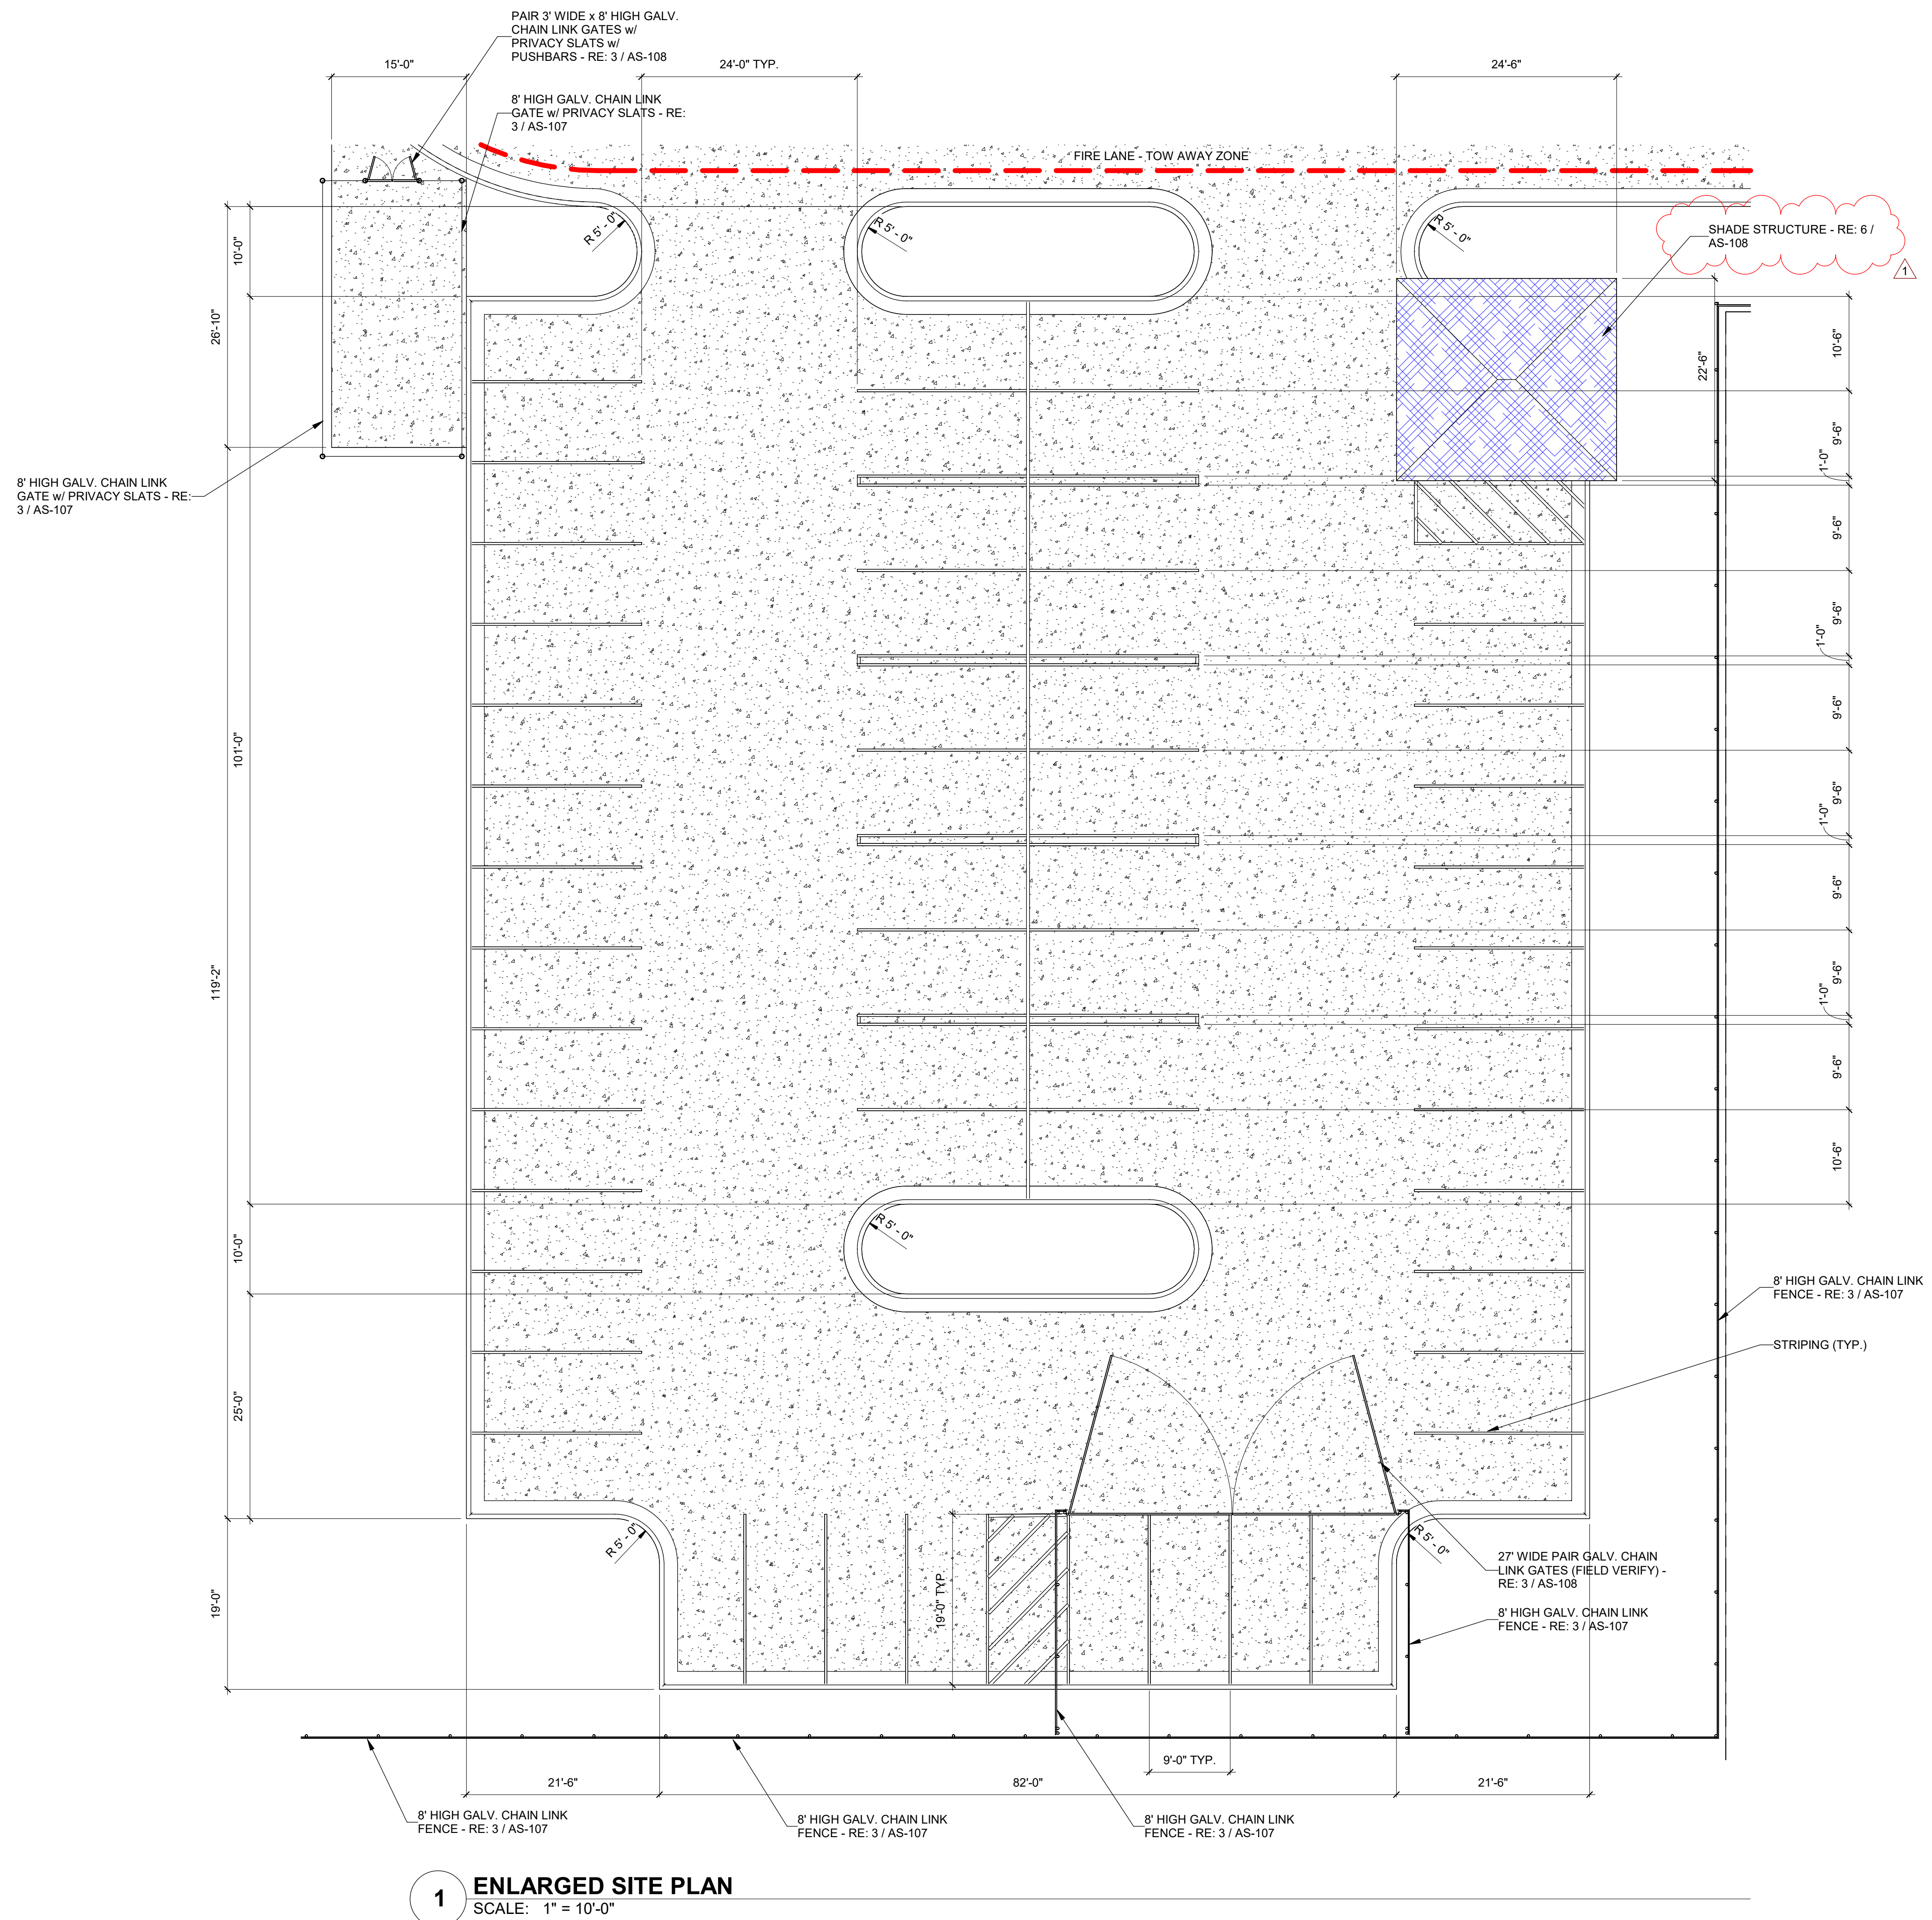 PAIR 3' WIDE x 8' HIGH GALV.
CHAIN LINK GATES w/
PRIVACY SLATS w/
PUSHBARS - RE: 3 / AS-108
15'-0"
24'-0" TYP.
24'-6"
8' HIGH GALV. CHAIN LINK
GATE w/ PRIVACY SLATS - RE:
3 / AS-107
FIRE LANE - TOW AWAY ZONE
R 5' - 0"
R 5' - 0"
R 5' - 0"
SHADE STRUCTURE - RE: 6 /
AS-108
1
10'-0"
26'-10"
22'-6"
10'-6"
9'-6"
1'-0"
9'-6"
8' HIGH GALV. CHAIN LINK
GATE w/ PRIVACY SLATS - RE:
3 / AS-107
9'-6"
1'-0"
9'-6"
101'-0"
9'-6"
1'-0"
9'-6"
119'-2"
9'-6"
1'-0"
9'-6"
10'-6"
10'-0"
R 5' - 0"
8' HIGH GALV. CHAIN LINK
FENCE - RE: 3 / AS-107
STRIPING (TYP.)
25'-0"
R 5' - 0"
R 5' - 0"
27' WIDE PAIR GALV. CHAIN
LINK GATES (FIELD VERIFY) -
RE: 3 / AS-108
19'-0"
19'-0" TYP.
8' HIGH GALV. CHAIN LINK
FENCE - RE: 3 / AS-107
9'-0" TYP.
21'-6"
82'-0"
21'-6"
8' HIGH GALV. CHAIN LINK
FENCE - RE: 3 / AS-107
8' HIGH GALV. CHAIN LINK
FENCE - RE: 3 / AS-107
8' HIGH GALV. CHAIN LINK
FENCE - RE: 3 / AS-107
1
ENLARGED SITE PLAN
SCALE: 1" = 10'-0"